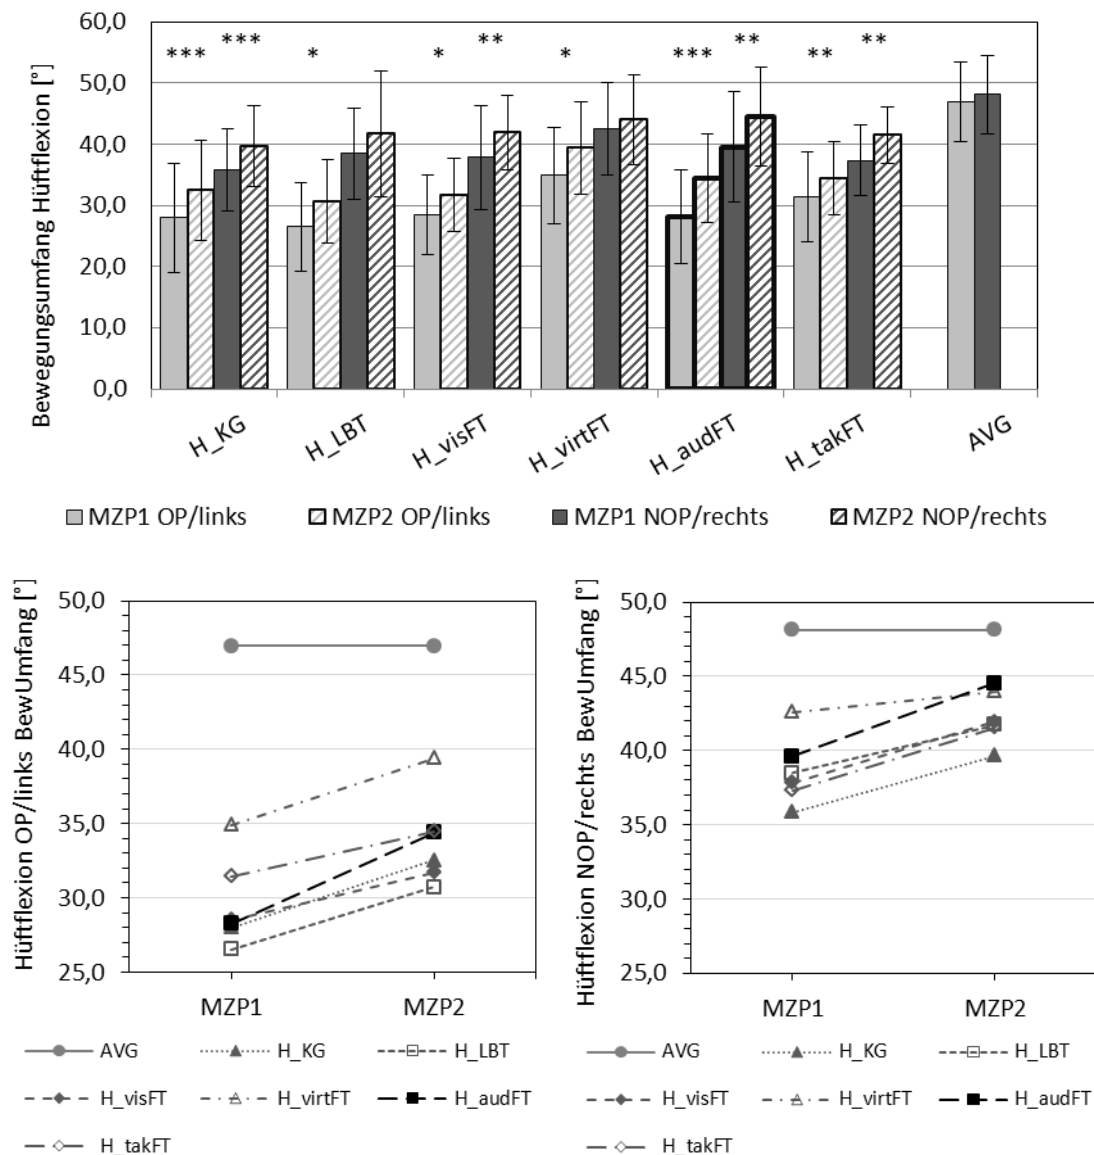 Bewegungsumfang Hüftflexion [°]
60,0
50,0
40,0
30,0
20,0
10,0
0,0
*** *** * * ** * *** ** ** **
H_KG H_LBT H_visFT H_virtFT H_audFT H_takFT AVG
MZP1 OP/links MZP2 OP/links MZP1 NOP/rechts MZP2 NOP/rechts
Hüftflexion OP/links BewUmfang [°]
50,0
45,0
40,0
35,0
30,0
25,0
MZP1 MZP2
AVG H_KG H_LBT
H_visFT H_virtFT H_audFT
H_takFT
Hüftflexion NOP/rechts BewUmfang [°]
50,0
45,0
40,0
35,0
30,0
25,0
MZP1 MZP2
AVG H_KG H_LBT
H_visFT H_virtFT H_audFT
H_takFT